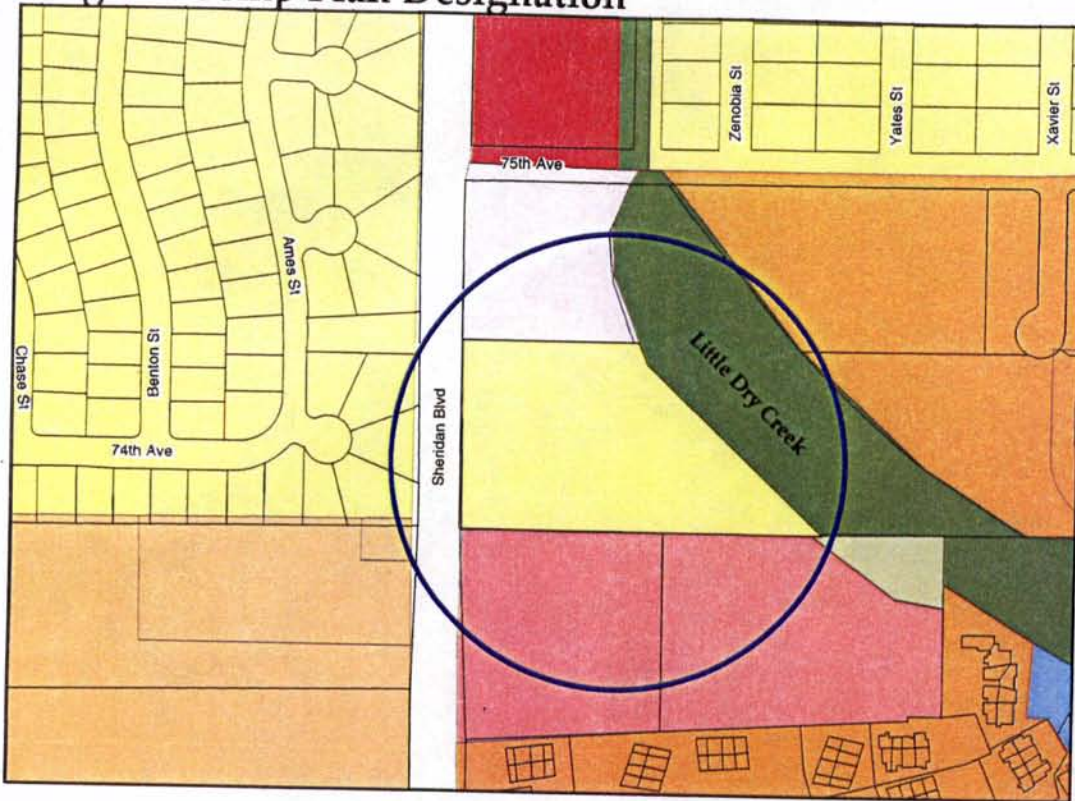 Plan Designation
Zenobia St
Yates St
Xavier St
75th Ave
Ames St
Benton St
Chase St
74th Ave
Sheridan Blvd
Little Dry Creek